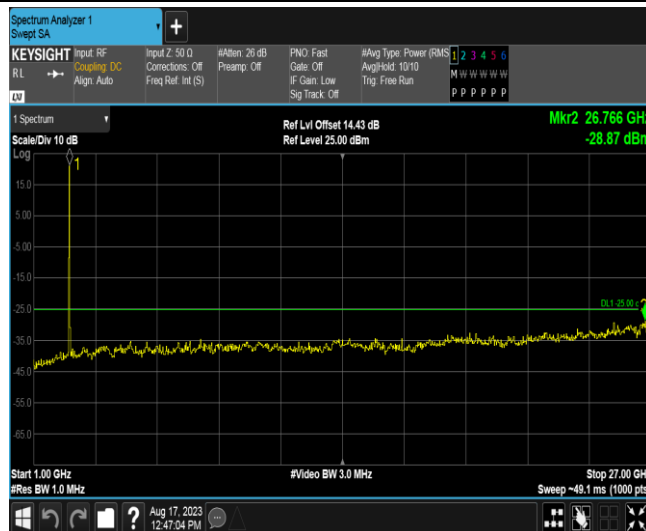 Spectrum Analyzer 1
Swept SA
+
KEYSIGHT
RL
Input: RF
Coupling: DC
Align: Auto
Input Z: 50 Ω
Corrections: Off
Freq Ref: Int (S)
#Atten: 26 dB
Preamp: Off
PNO: Fast
Gate: Off
IF Gain: Low
Sig Track: Off
#Avg Type: Power (RMS
Avg|Hold: 10/10
Trig: Free Run
1 2 3 4 5 6
M W W W W W
P P P P P P
1 Spectrum
Scale/Div 10 dB
Ref Lvl Offset 14.43 dB
Ref Level 25.00 dBm
Mkr2 26.766 GHz
-28.87 dBm
Log
1
15.0
5.00
-5.00
-15.0
-25.0
-35.0
-45.0
-55.0
-65.0
DL1 -25.00
Start 1.00 GHz
#Res BW 1.0 MHz
#Video BW 3.0 MHz
Stop 27.00 GHz
Sweep ~49.1 ms (1000 pts
?
Aug 17, 2023
12:47:04 PM